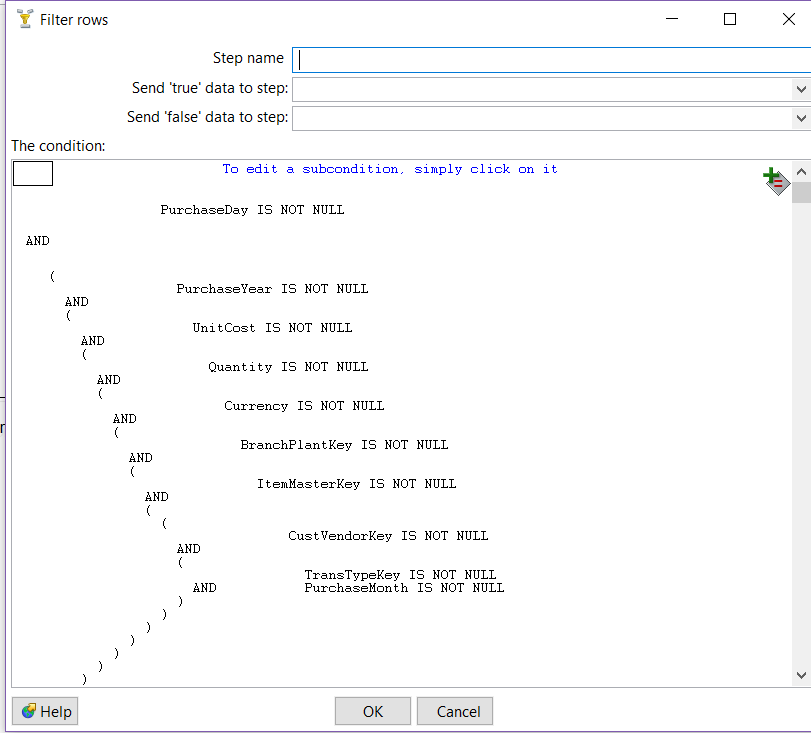 Filter rows
Step name
Send 'true' data to step:
Send 'false' data to step:
The condition:
To edit a subcondition, simply click on it
PurchaseDay IS NOT NULL
AND
(
PurchaseYear IS NOT NULL
AND
(
UnitCost IS NOT NULL
AND
(
Quantity IS NOT NULL
AND
(
Currency IS NOT NULL
AND
(
BranchPlantKey IS NOT NULL
AND
(
ItemMasterKey IS NOT NULL
AND
(
(
CustVendorKey IS NOT NULL
AND
(
TransTypeKey IS NOT NULL
AND PurchaseMonth IS NOT NULL
)
)
)
)
)
)
)
Help OK Cancel